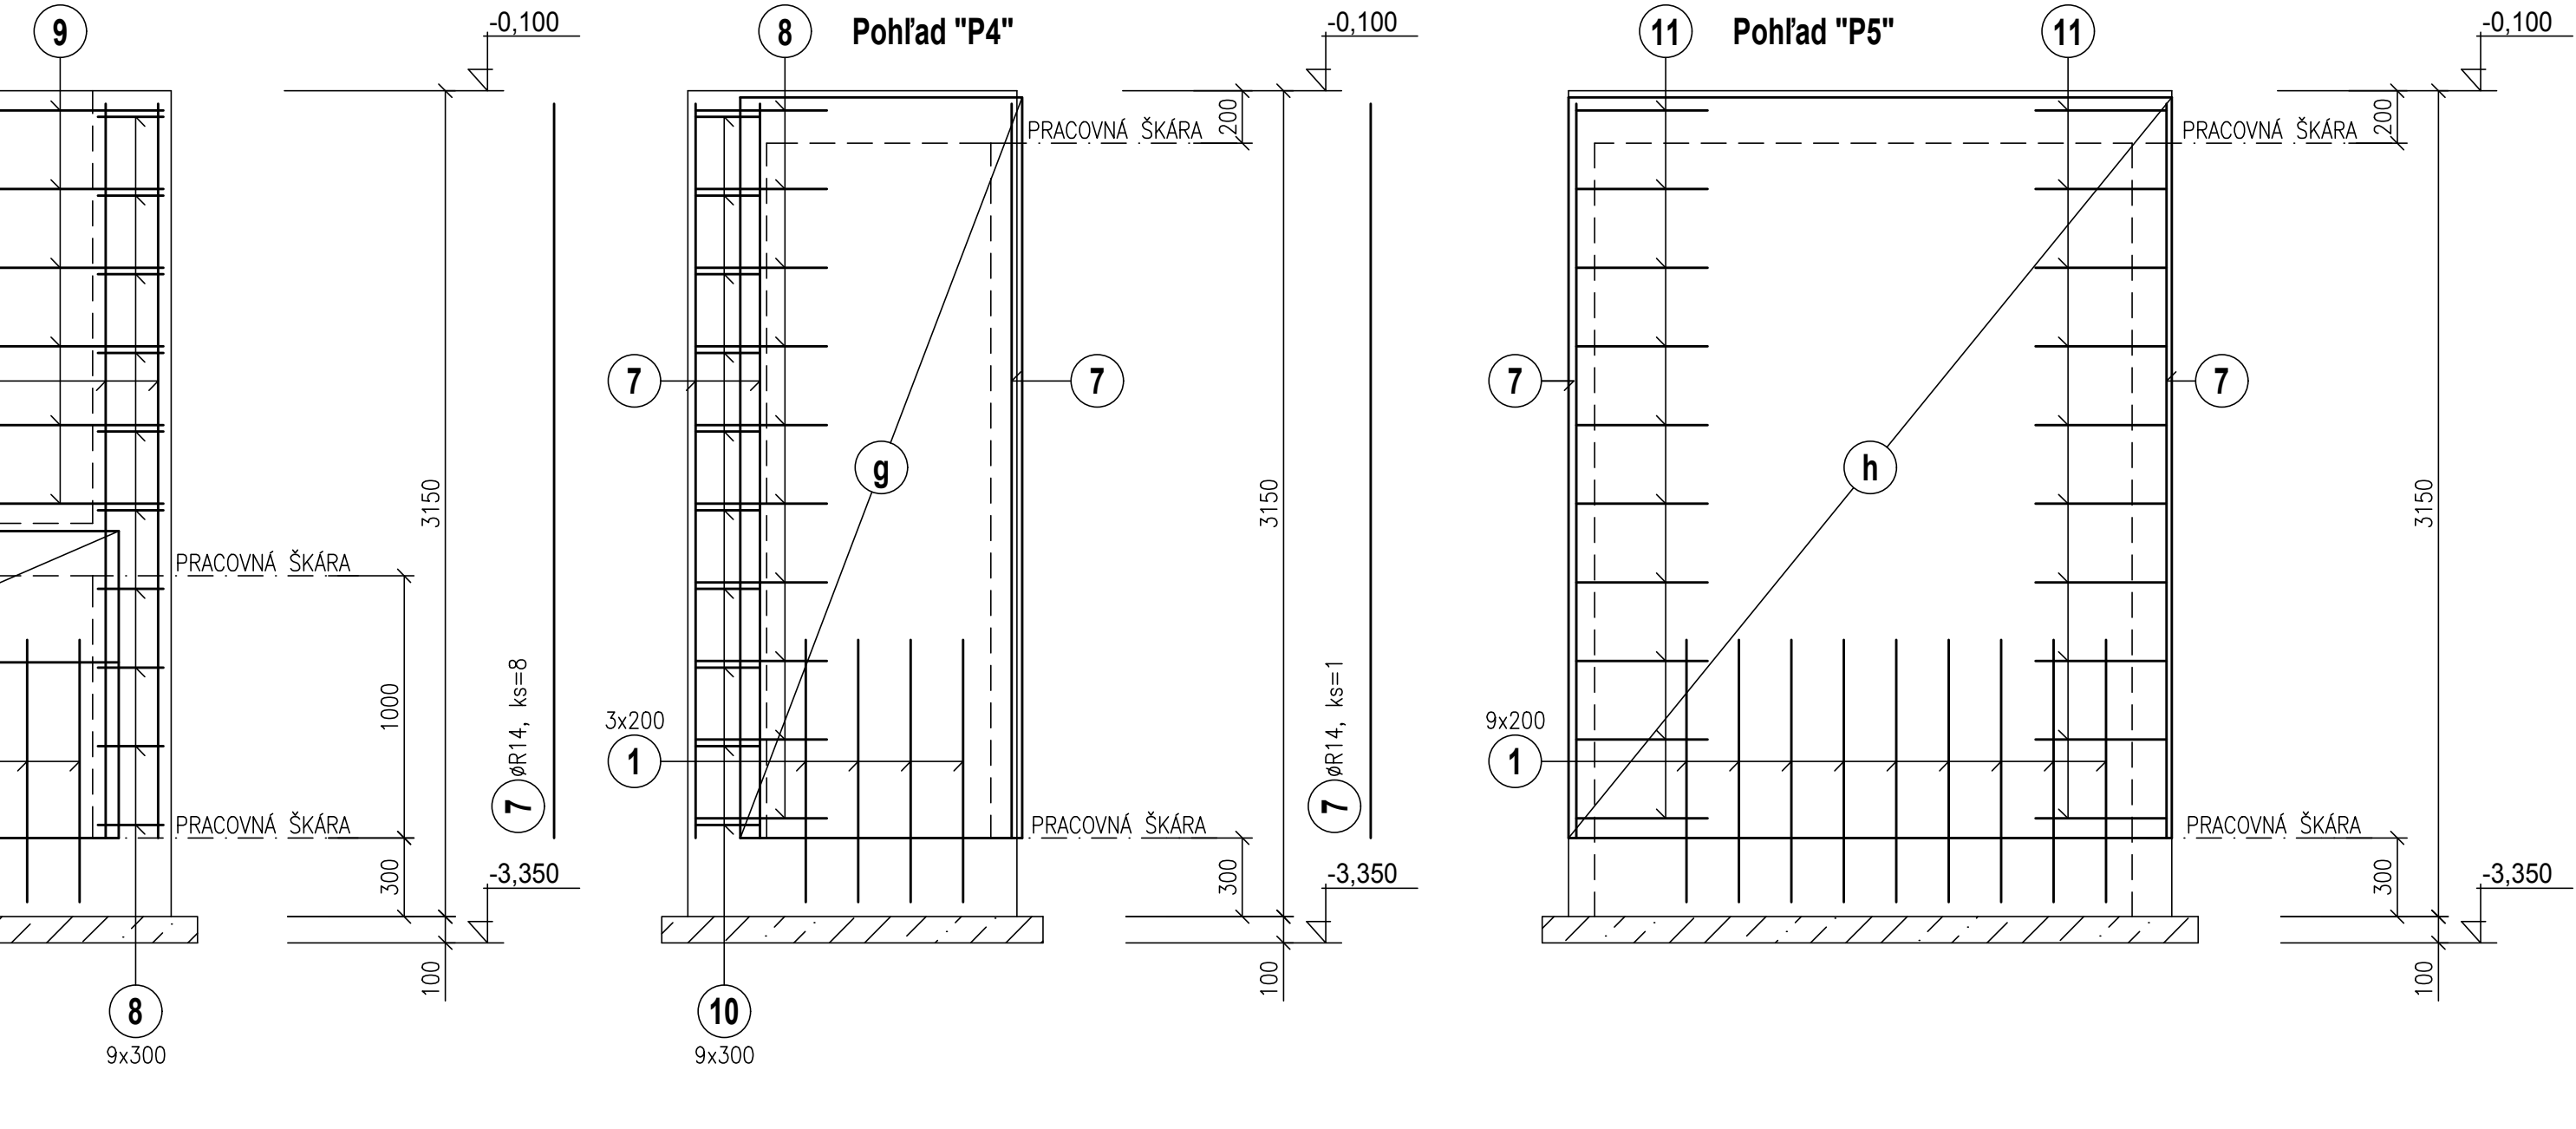 9
-0,100
PRACOVNÁ ŠKÁRA
PRACOVNÁ ŠKÁRA
3150
1000
300
100
-3,350
8
9x300
7 øR14, ks=8
8
Pohľad "P4"
-0,100
200
PRACOVNÁ ŠKÁRA
7
7
g
3150
3x200
1
PRACOVNÁ ŠKÁRA
300
-3,350
100
10
9x300
7 øR14, ks=1
11
Pohľad "P5"
11
-0,100
200
PRACOVNÁ ŠKÁRA
7
7
h
3150
9x200
1
PRACOVNÁ ŠKÁRA
300
-3,350
100